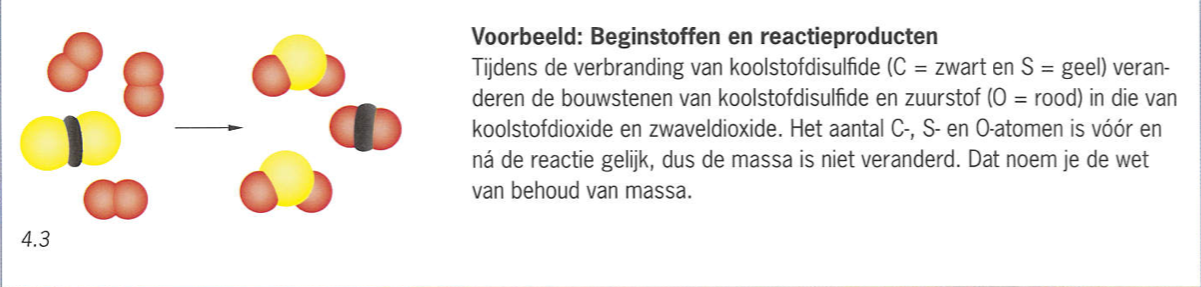 Voorbeeld: Beginstoffen en reactieproducten
Tijdens de verbranding van koolstofdisulfide (C = zwart en S = geel) veran-
deren de bouwstenen van koolstofdisulfide en zuurstof (O = rood) in die van
koolstofdioxide en zwaveldioxide. Het aantal C-, S- en O-atomen is vóór en
ná de reactie gelijk, dus de massa is niet veranderd. Dat noem je de wet
van behoud van massa.
4.3